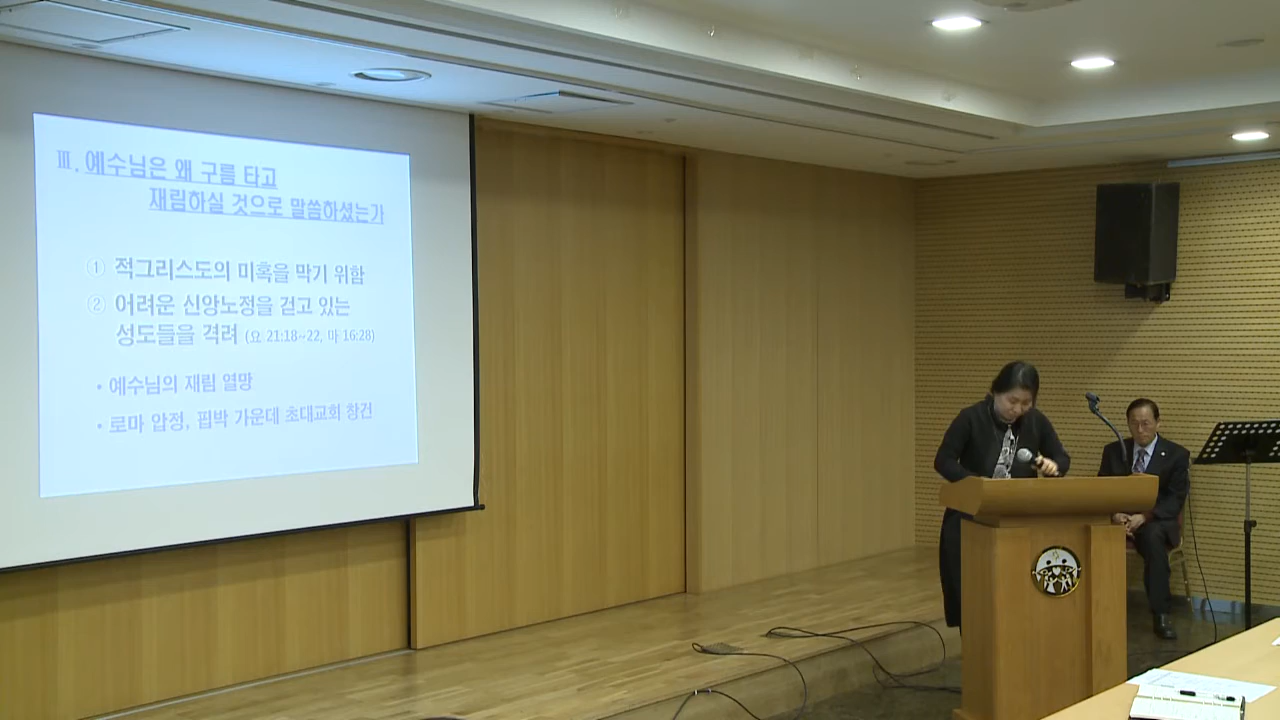 Ⅲ. 예수님은 왜 구름 타고
재림하실 것으로 말씀하셨는가
① 적그리스도의 미혹을 막기 위함
② 어려운 신앙노정을 걷고 있는
성도들을 격려 (요 21:18~22, 마 16:28)
• 예수님의 재림 열망
• 로마 압정, 핍박 가운데 초대교회 창건